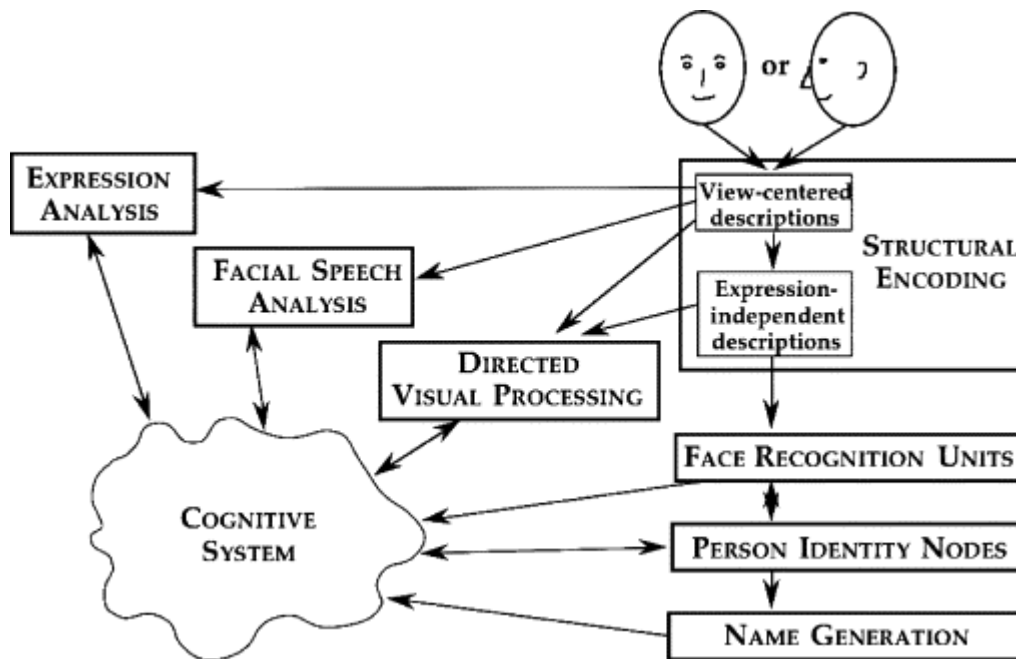 or
EXPRESSION
ANALYSIS
View-centered
descriptions
STRUCTURAL
ENCODING
FACIAL SPEECH
ANALYSIS
Expression-
independent
descriptions
DIRECTED
VISUAL PROCESSING
FACE RECOGNITION UNITS
COGNITIVE
SYSTEM
PERSON IDENTITY NODES
NAME GENERATION